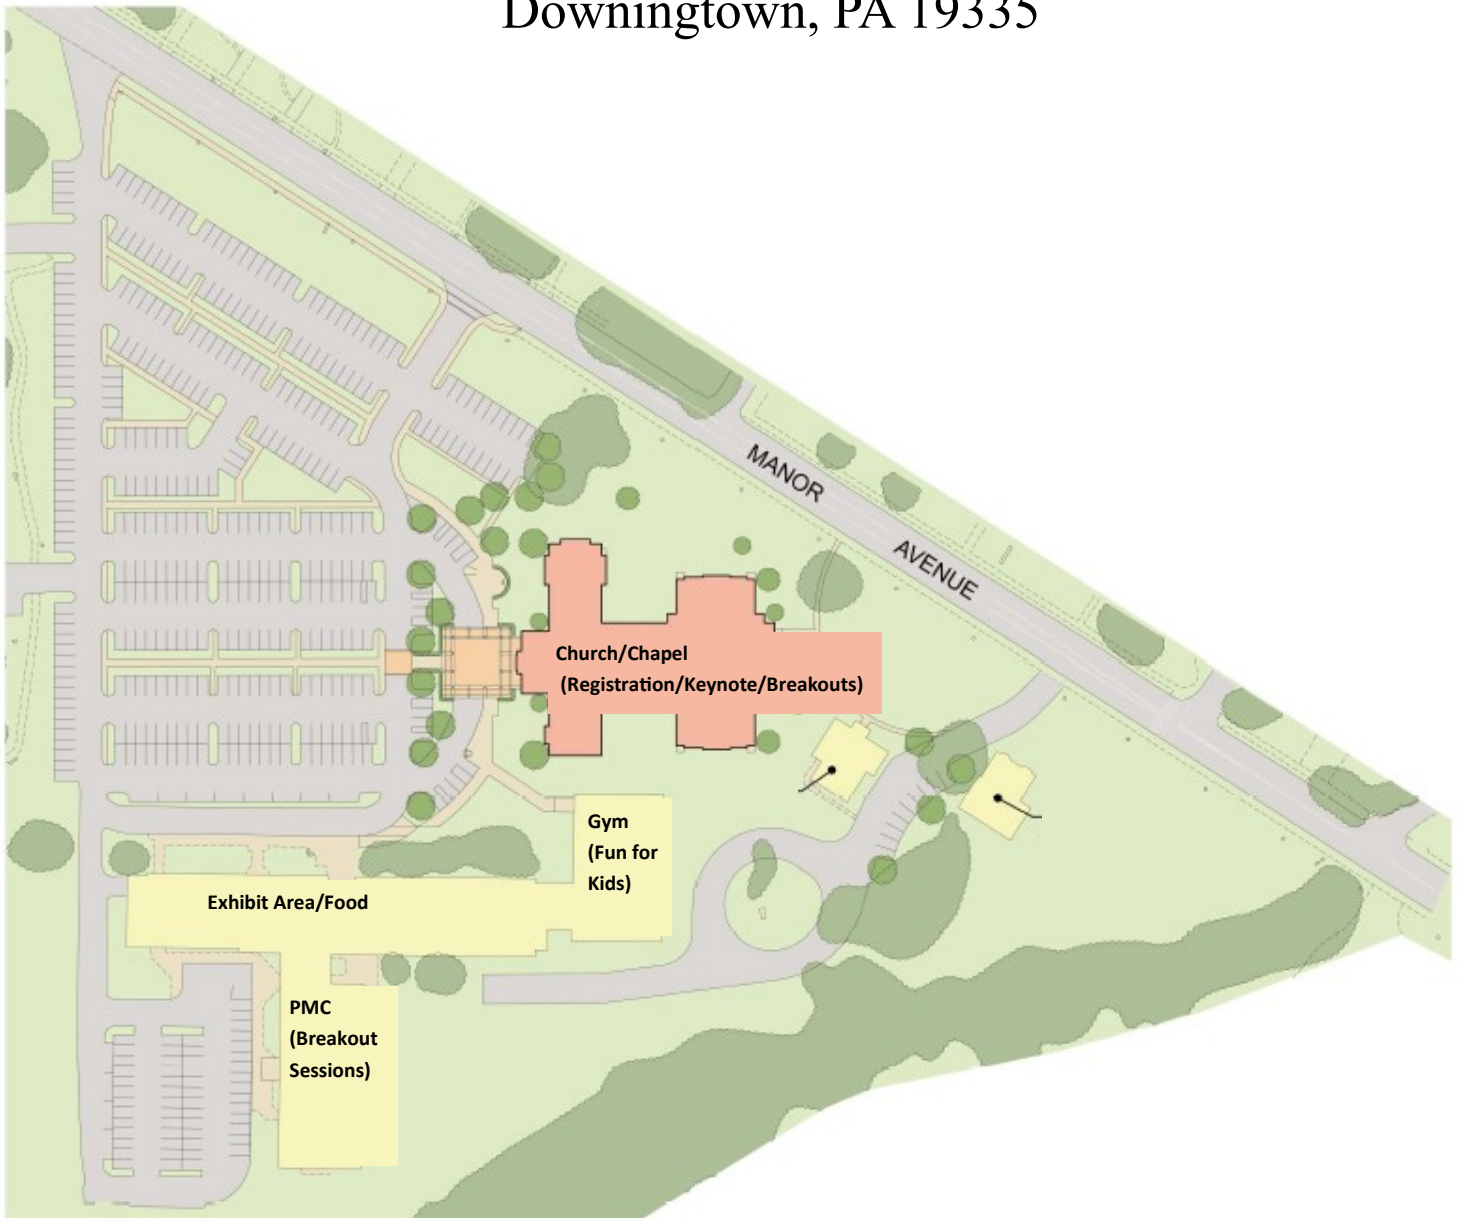 Downingtown, PA 19335
MANOR
AVENUE
Church/Chapel
(Registration/Keynote/Breakouts)
Gym
(Fun for
Kids)
Exhibit Area/Food
PMC
(Breakout
Sessions)